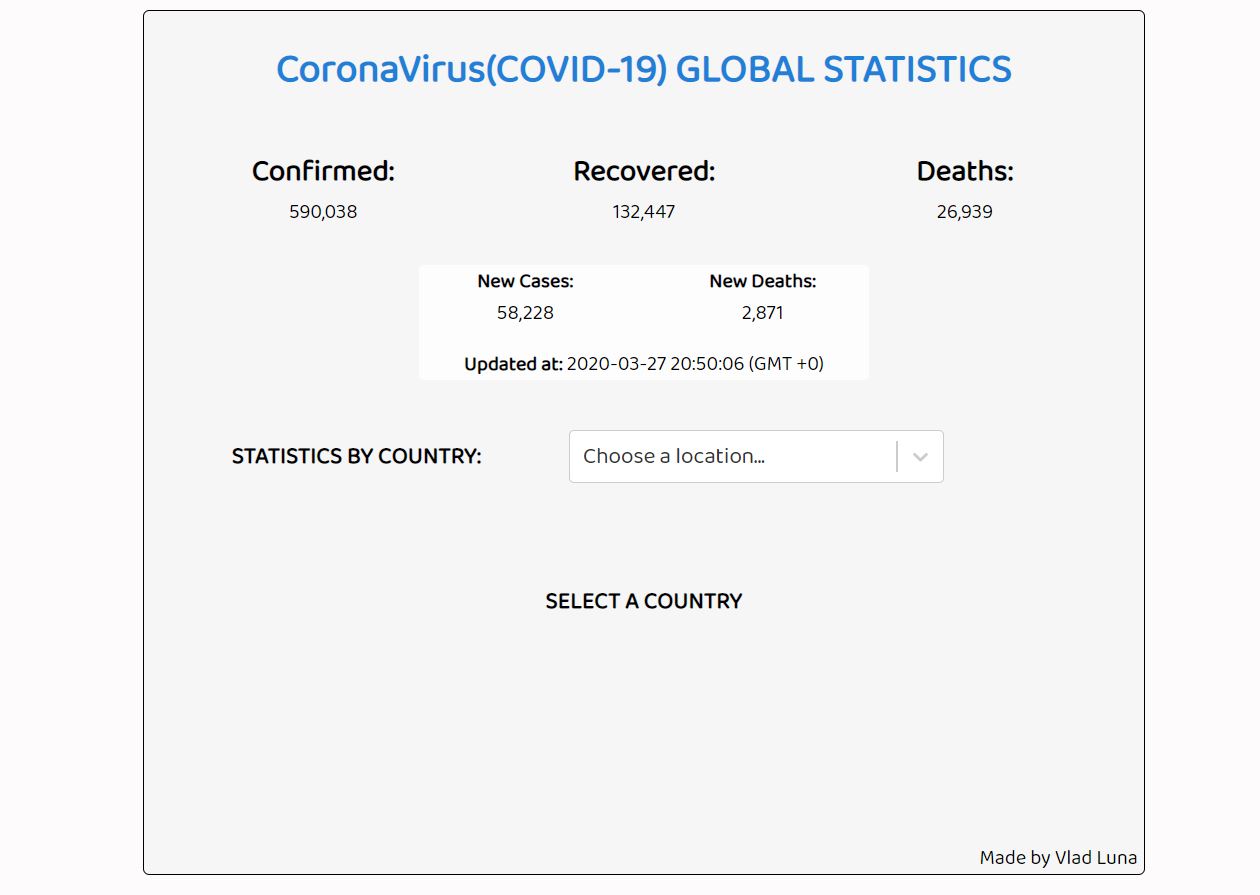 CoronaVirus(COVID-19) GLOBAL STATISTICS
Confirmed: Recovered: Deaths:
590,038 132,447 26,939
New Cases: New Deaths:
58,228 2,871
Updated at: 2020-03-27 20:50:06 (GMT +0)
STATISTICS BY COUNTRY: Choose a location...
SELECT A COUNTRY
Made by Vlad Luna